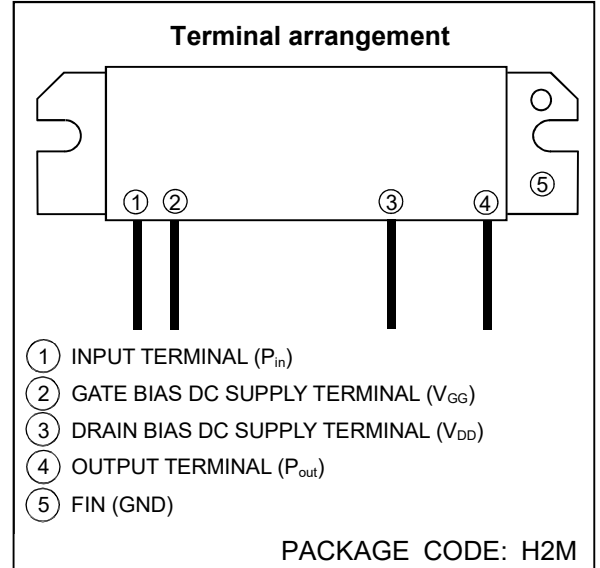 Terminal arrangement
① ② ③ ④ ⑤
① INPUT TERMINAL (Pin)
② GATE BIAS DC SUPPLY TERMINAL (VGG)
③ DRAIN BIAS DC SUPPLY TERMINAL (VDD)
④ OUTPUT TERMINAL (Pout)
⑤ FIN (GND)
PACKAGE CODE: H2M